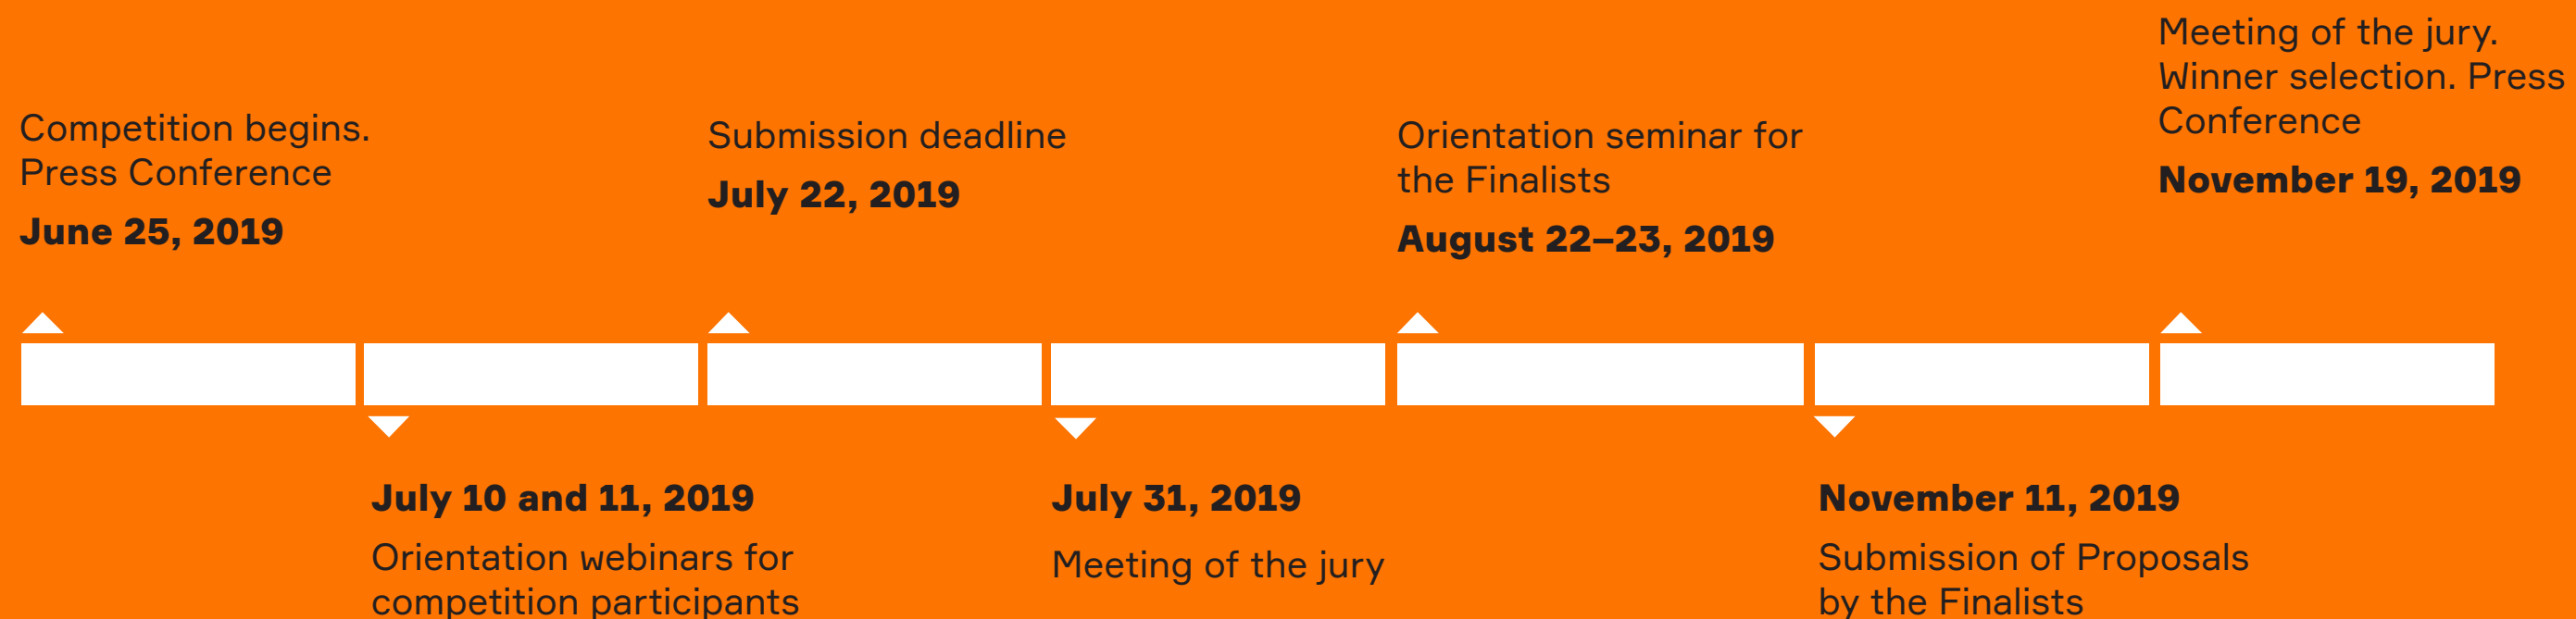 Competition begins.
Press Conference
June 25, 2019
July 10 and 11, 2019
Orientation webinars for
competition participants
Submission deadline
July 22, 2019
July 31, 2019
Meeting of the jury
Orientation seminar for
the Finalists
August 22–23, 2019
November 11, 2019
Submission of Proposals
by the Finalists
Meeting of the jury.
Winner selection. Press
Conference
November 19, 2019